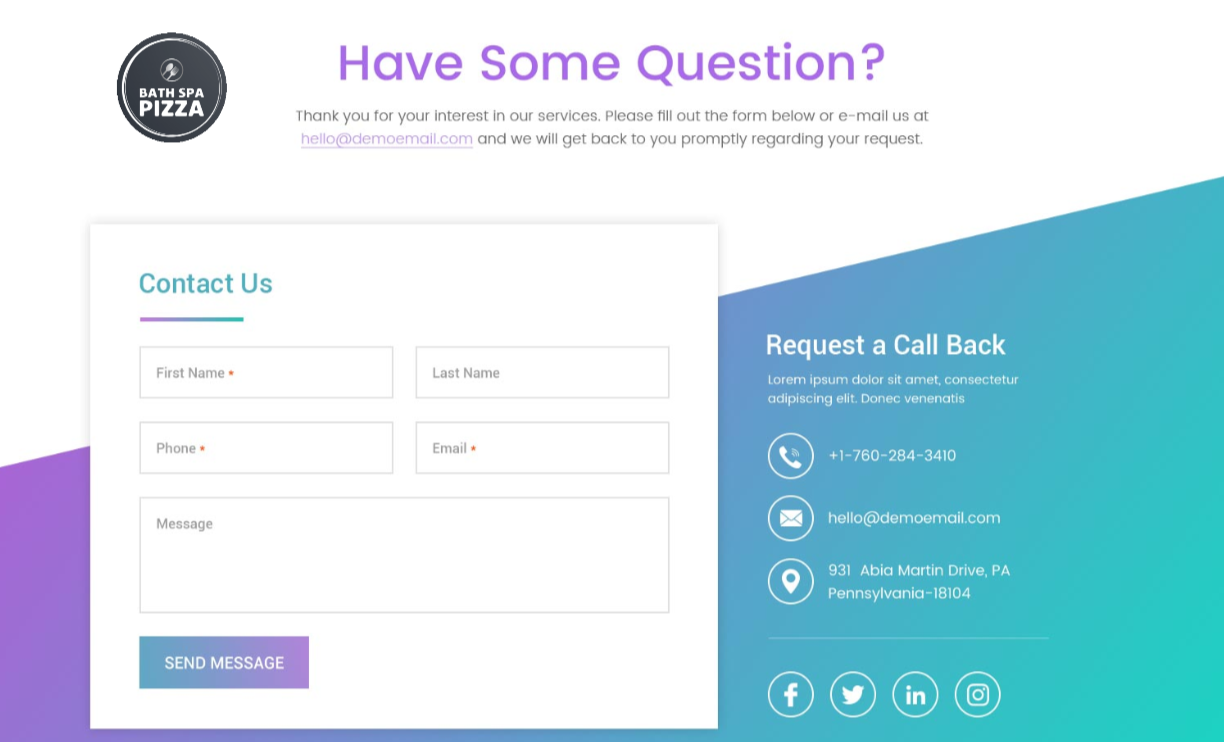 BATH SPA
PIZZA
Have Some Question?
Thank you for your interest in our services. Please fill out the form below or e-mail us at
hello@demoemail.com and we will get back to you promptly regarding your request.
Contact Us
First Name *
Last Name
Phone *
Email *
Message
SEND MESSAGE
Request a Call Back
Lorem ipsum dolor sit amet, consectetur
adipiscing elit. Donec venenatis
+1-760-284-3410
hello@demoemail.com
931 Abia Martin Drive, PA
Pennsylvania-18104